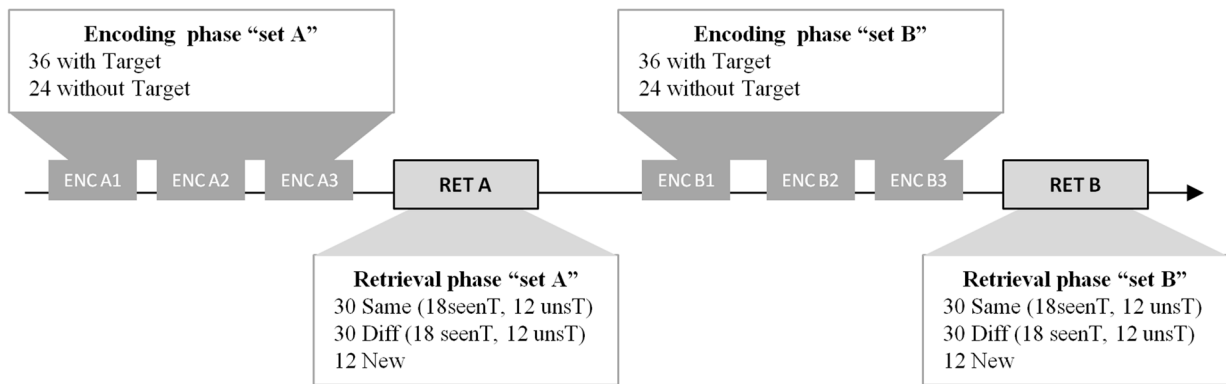 Encoding phase “set A”
36 with Target
24 without Target
Encoding phase “set B”
36 with Target
24 without Target
ENC A1
ENC A2
ENC A3
RET A
ENC B1
ENC B2
ENC B3
RET B
Retrieval phase “set A”
30 Same (18seenT, 12 unsT)
30 Diff (18 seenT, 12 unsT)
12 New
Retrieval phase “set B”
30 Same (18seenT, 12 unsT)
30 Diff (18 seenT, 12 unsT)
12 New